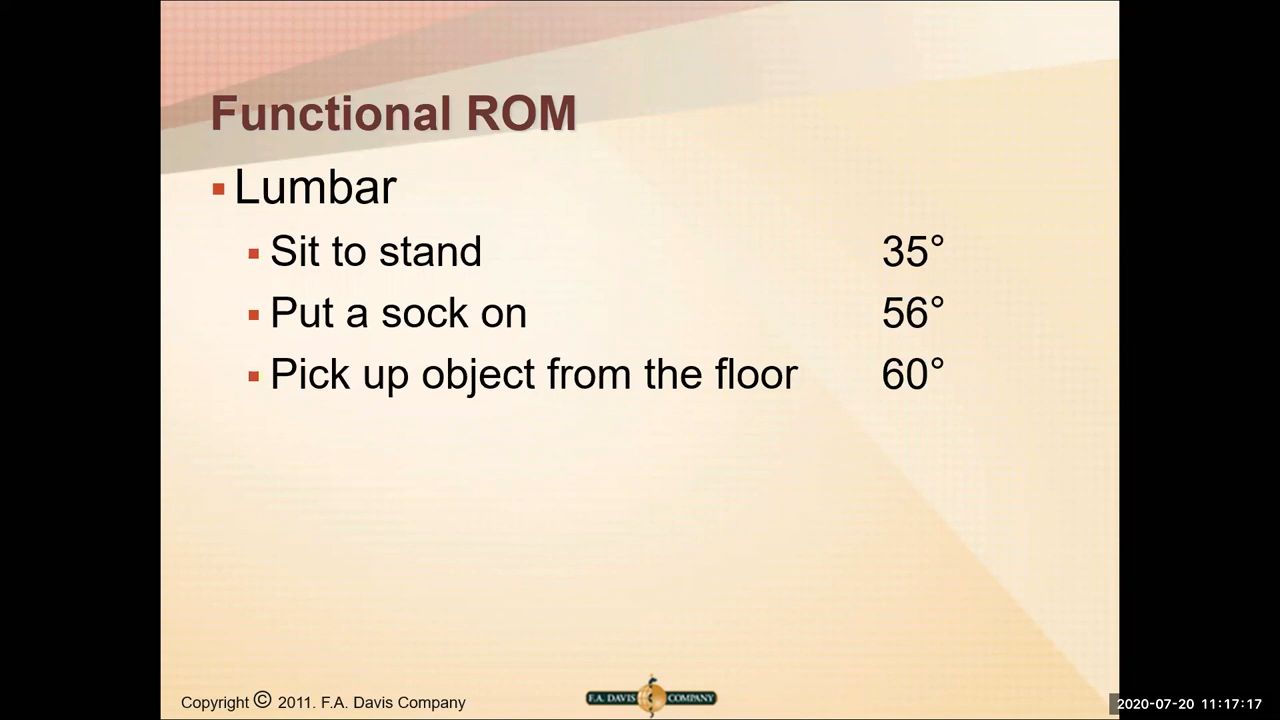 Functional ROM
Lumbar
Sit to stand 35°
Put a sock on 56°
Pick up object from the floor 60°
Copyright © 2011. F.A. Davis Company
F.A. DAVIS COMPANY
2020-07-20 11:17:17